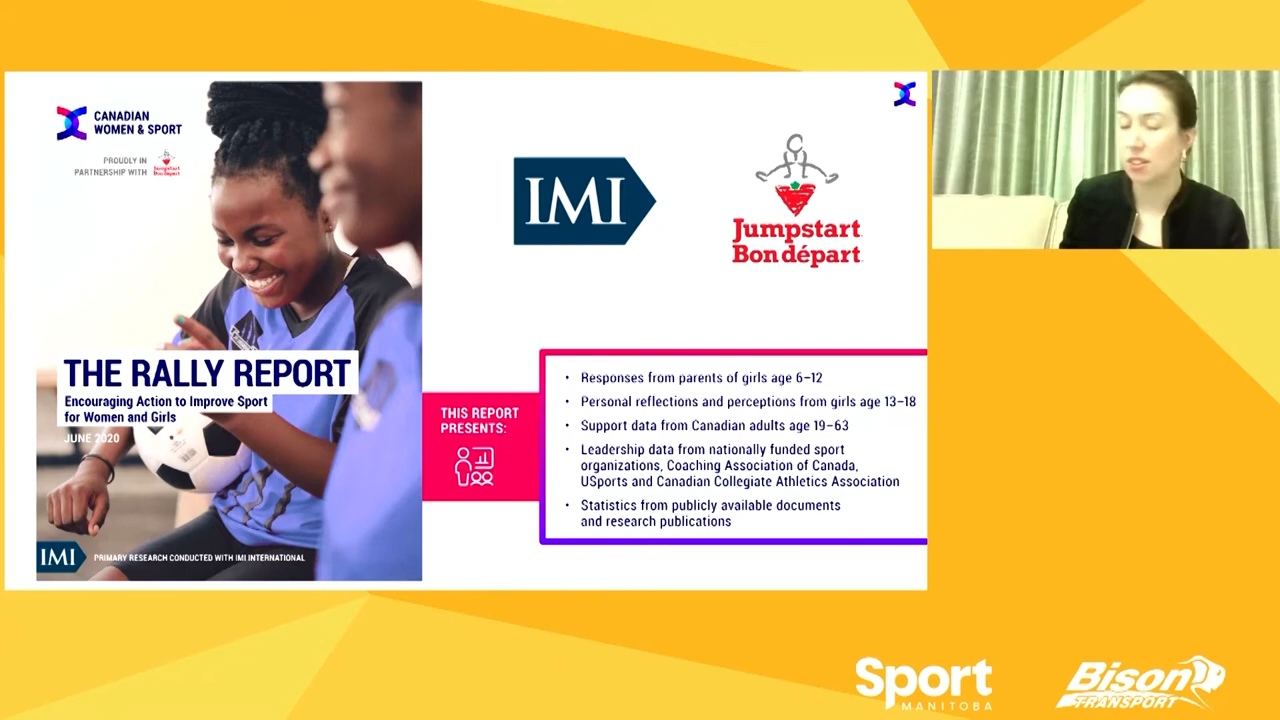 CANADIAN
WOMEN & SPORT
PROUDLY IN
PARTNERSHIP WITH
Jumpstart
Bon départ
THE RALLY REPORT
Encouraging Action to Improve Sport
for Women and Girls
JUNE 2020
IMI
PRIMARY RESEARCH CONDUCTED WITH IMI INTERNATIONAL
IMI
Jumpstart
Bon départ
THIS REPORT
PRESENTS:
• Responses from parents of girls age 6–12
• Personal reflections and perceptions from girls age 13–18
• Support data from Canadian adults age 19–63
• Leadership data from nationally funded sport
organizations, Coaching Association of Canada,
USports and Canadian Collegiate Athletics Association
• Statistics from publicly available documents
and research publications
Sport
MANITOBA
Bison
TRANSPORT